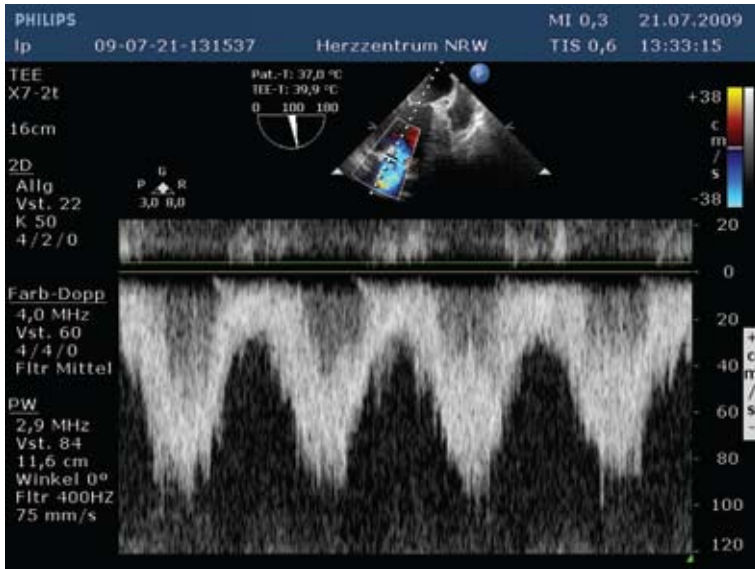 PHILIPS
MI 0,3 21.07.2009
lp 09-07-21-131537 Herzzentrum NRW TIS 0,6 13:33:15
TEE
X7-2t
16cm
2D
Allg
Vst. 22
K 50
4/2/0
Farb-Dopp
4,0 MHz
Vst. 60
4/4/0
Fltr Mittel
PW
2,9 MHz
Vst. 84
11,6 cm
Winkel 0°
Fltr 400HZ
75 mm/s
Pat.-T: 37,0 °C
TEE-T: 39,9 °C
0 100 180
G
P R
3,0 8,0
P
+38
c
m
/
s
-38
20
0
20
40
60
80
100
120
+
c
m
/
s
-